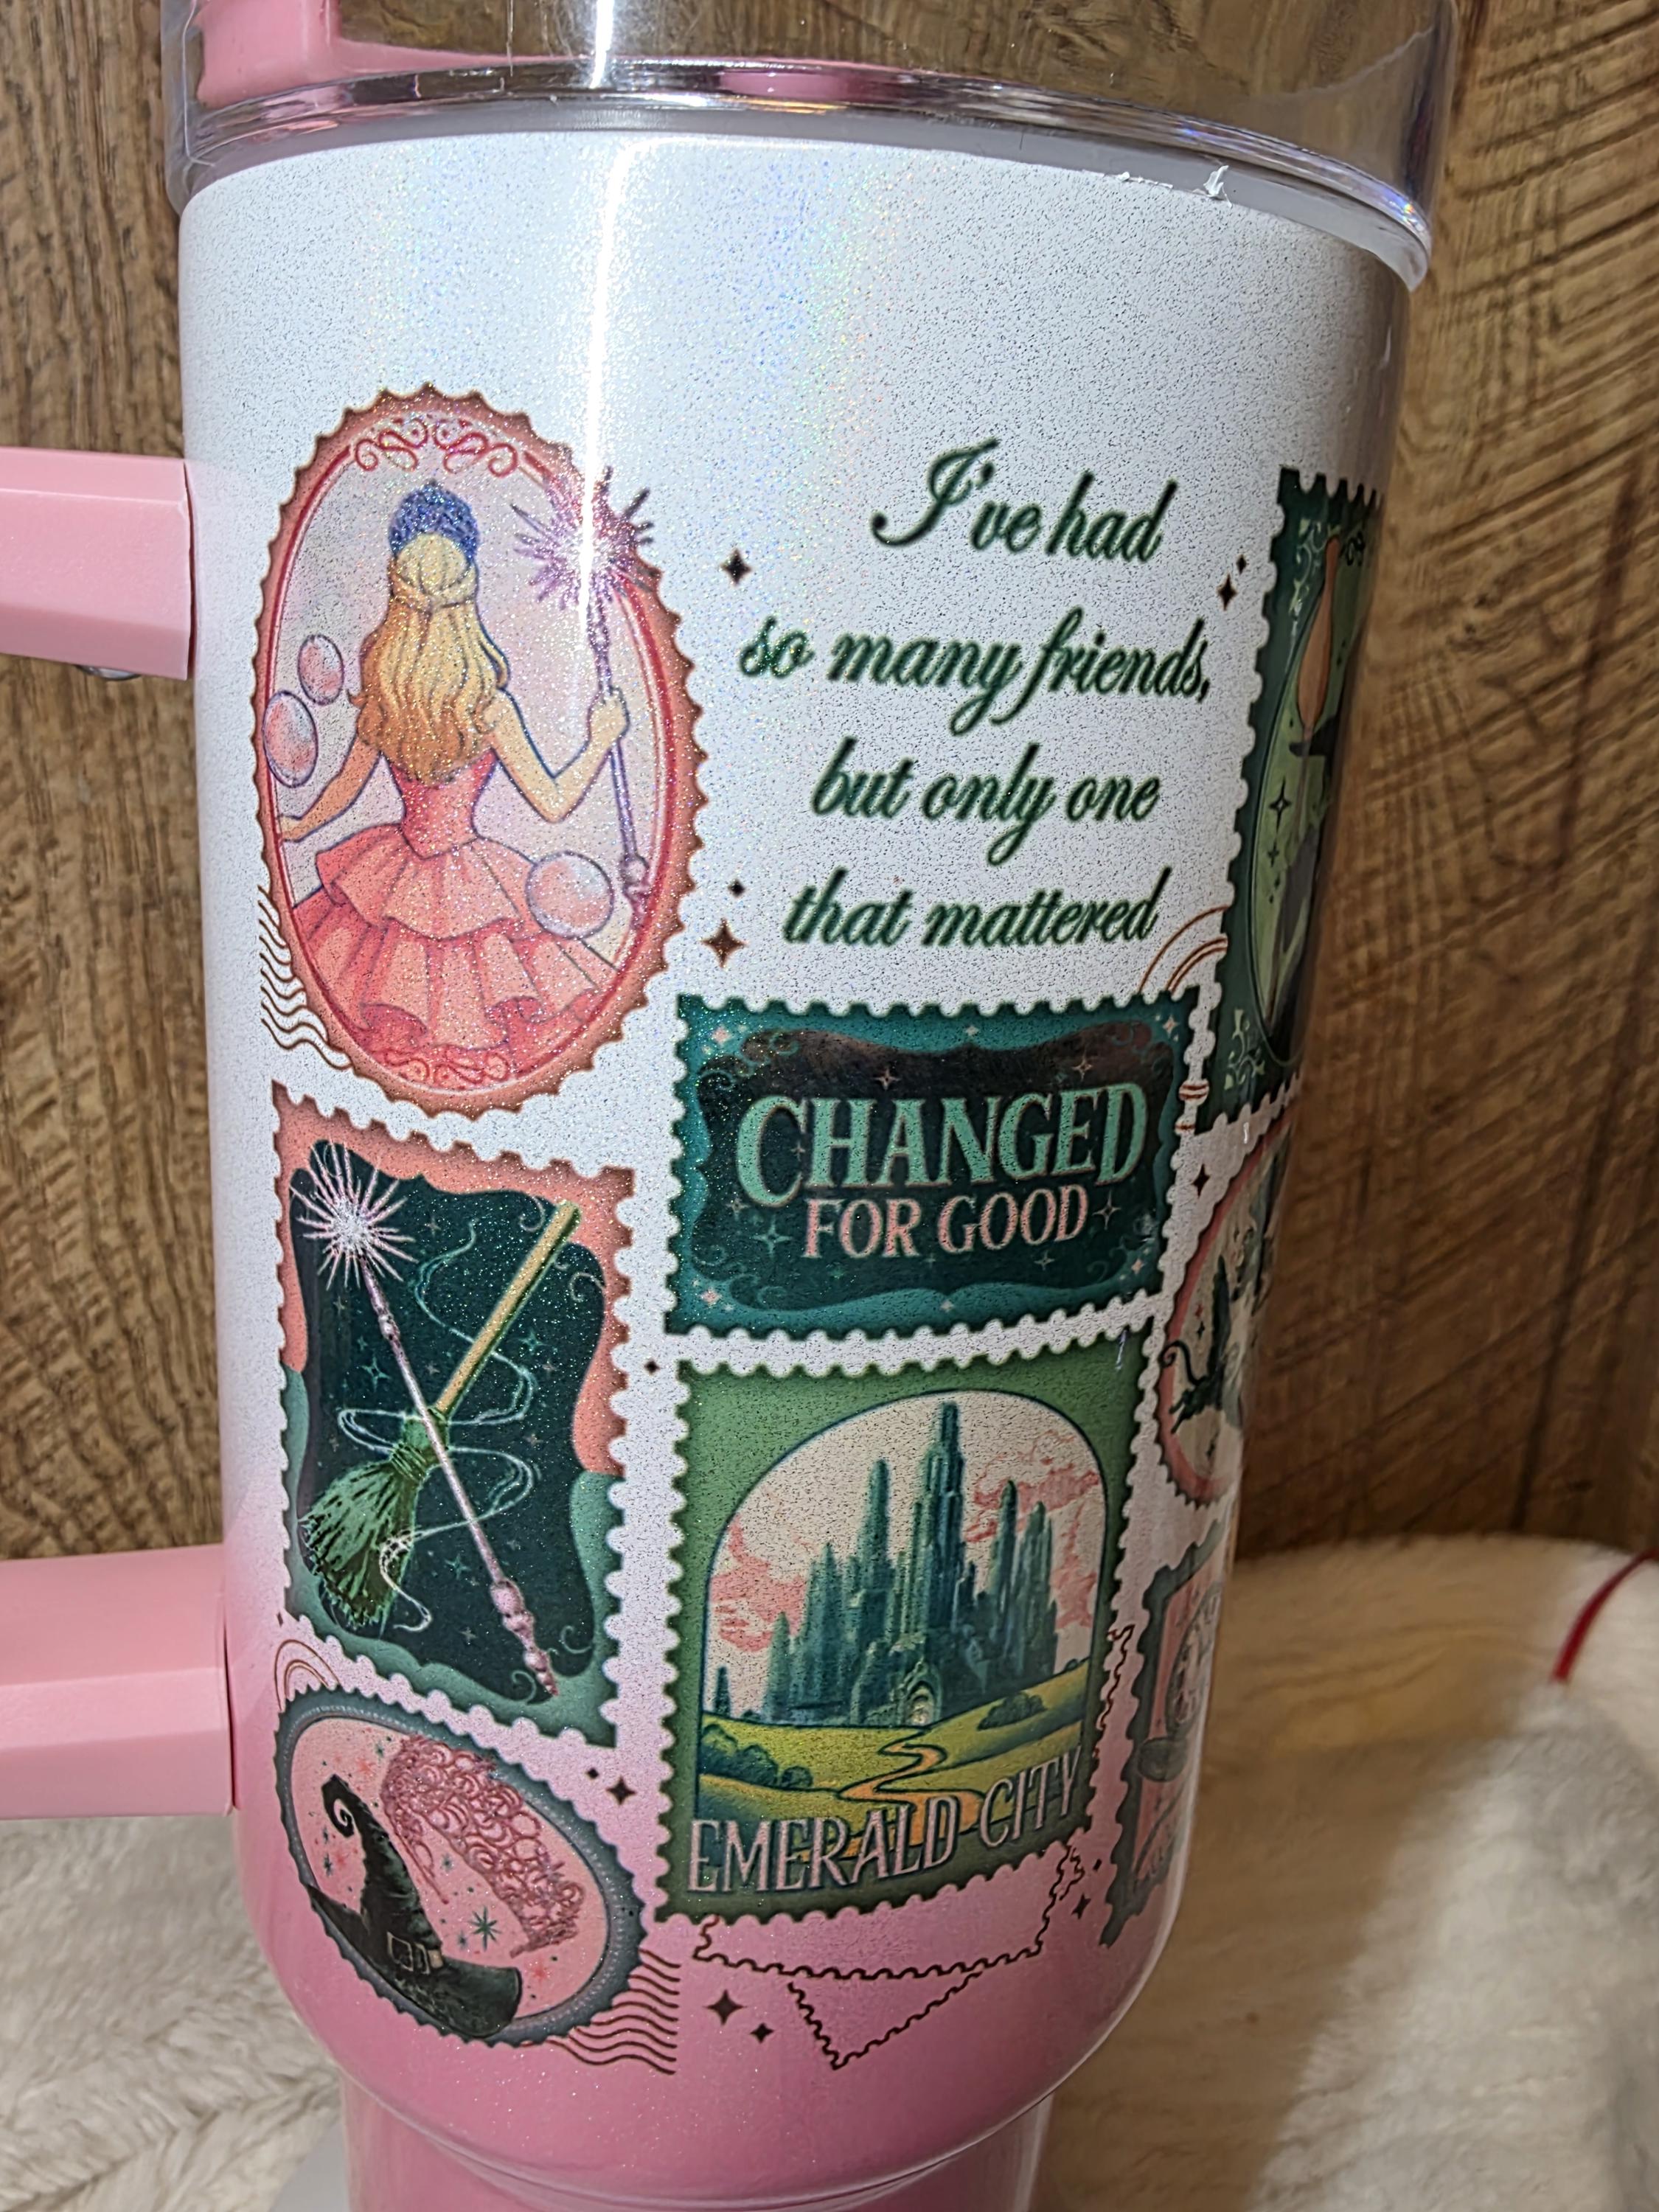 I've had
so many friends,
but only one
that mattered
CHANGED
FOR GOOD
EMERALD CITY